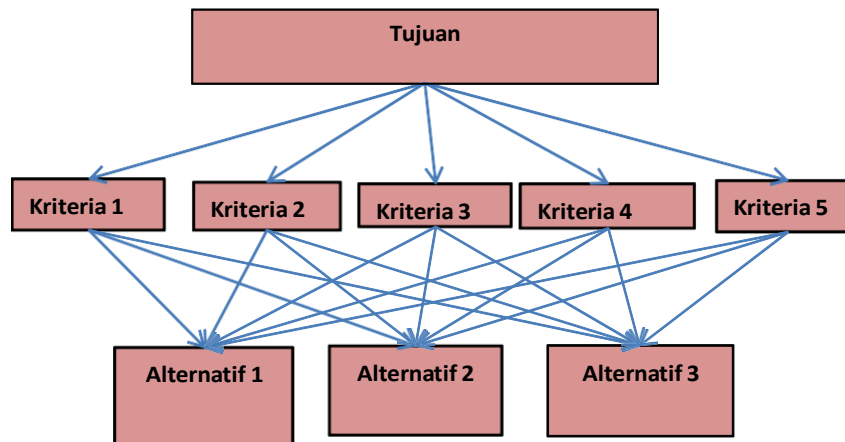 Tujuan
Kriteria 1
Kriteria 2
Kriteria 3
Kriteria 4
Kriteria 5
Alternatif 1
Alternatif 2
Alternatif 3